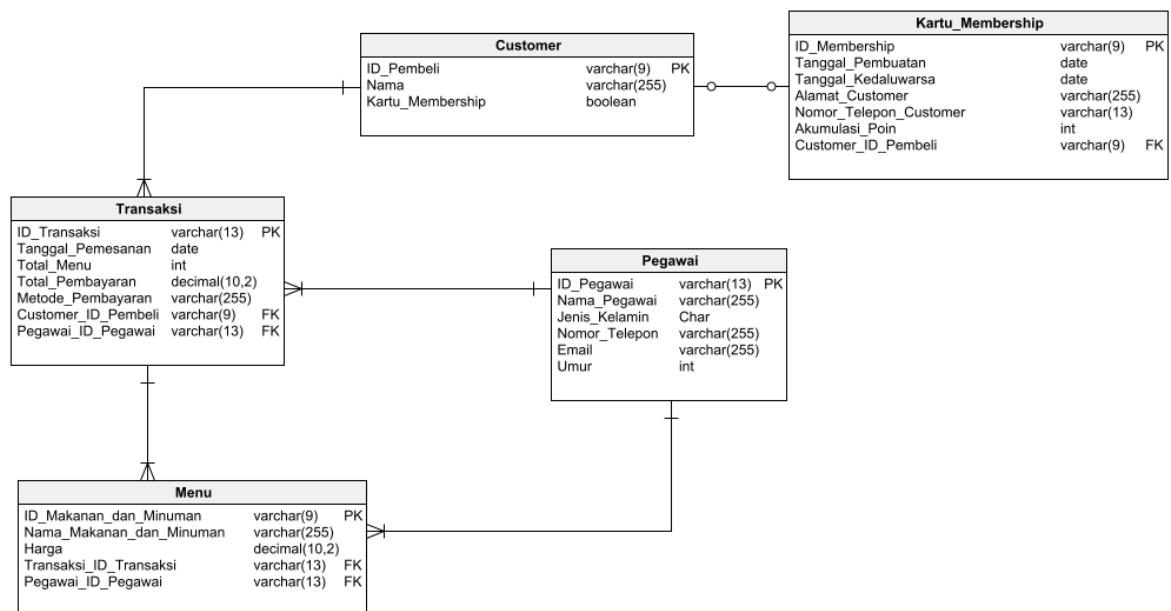 Customer
ID_Pembeli varchar(9) PK
Nama varchar(255)
Kartu_Membership boolean
Kartu_Membership
ID_Membership varchar(9) PK
Tanggal_Pembuatan date
Tanggal_Kedaluwarsa date
Alamat_Customer varchar(255)
Nomor_Telepon_Customer varchar(13)
Akumulasi_Poin int
Customer_ID_Pembeli varchar(9) FK
Transaksi
ID_Transaksi varchar(13) PK
Tanggal_Pemesanan date
Total_Menu int
Total_Pembayaran decimal(10,2)
Metode_Pembayaran varchar(255)
Customer_ID_Pembeli varchar(9) FK
Pegawai_ID_Pegawai varchar(13) FK
Pegawai
ID_Pegawai varchar(13) PK
Nama_Pegawai varchar(255)
Jenis_Kelamin Char
Nomor_Telepon varchar(255)
Email varchar(255)
Umur int
Menu
ID_Makanan_dan_Minuman varchar(9) PK
Nama_Makanan_dan_Minuman varchar(255)
Harga decimal(10,2)
Transaksi_ID_Transaksi varchar(13) FK
Pegawai_ID_Pegawai varchar(13) FK